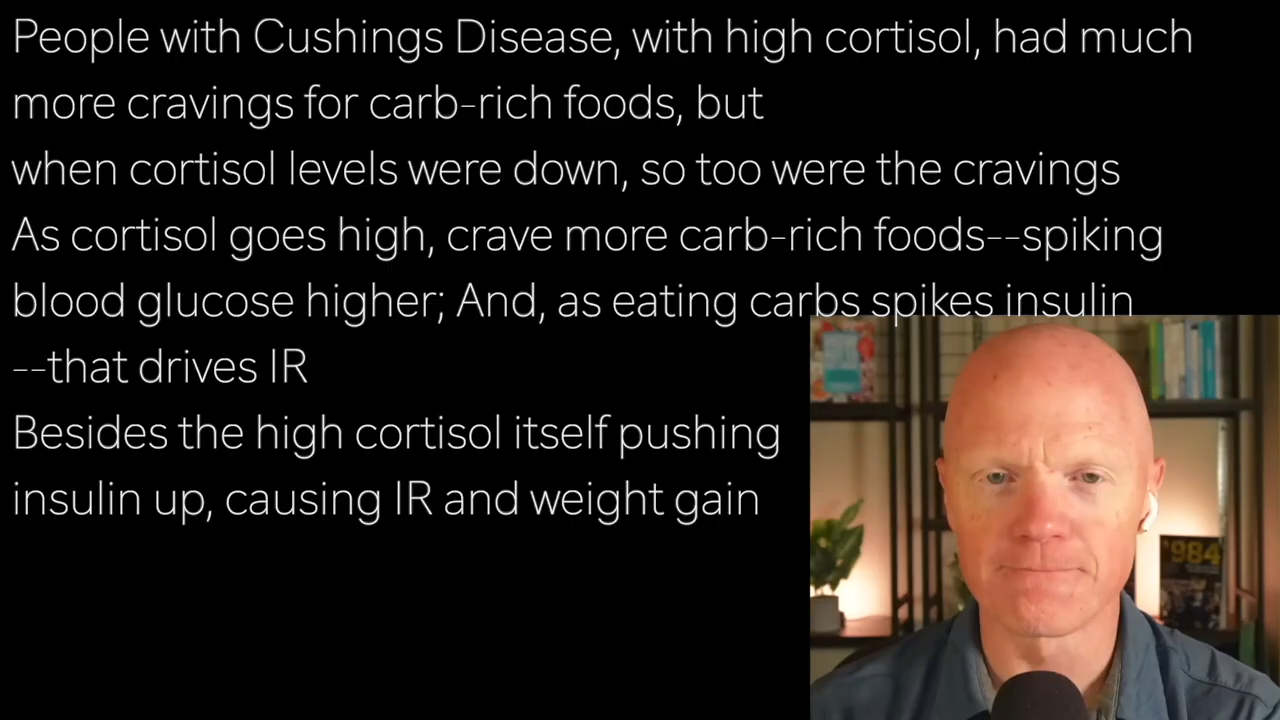 People with Cushings Disease, with high cortisol, had much
more cravings for carb-rich foods, but
when cortisol levels were down, so too were the cravings
As cortisol goes high, crave more carb-rich foods--spiking
blood glucose higher; And, as eating carbs spikes insulin
--that drives IR
Besides the high cortisol itself pushing
insulin up, causing IR and weight gain
'984